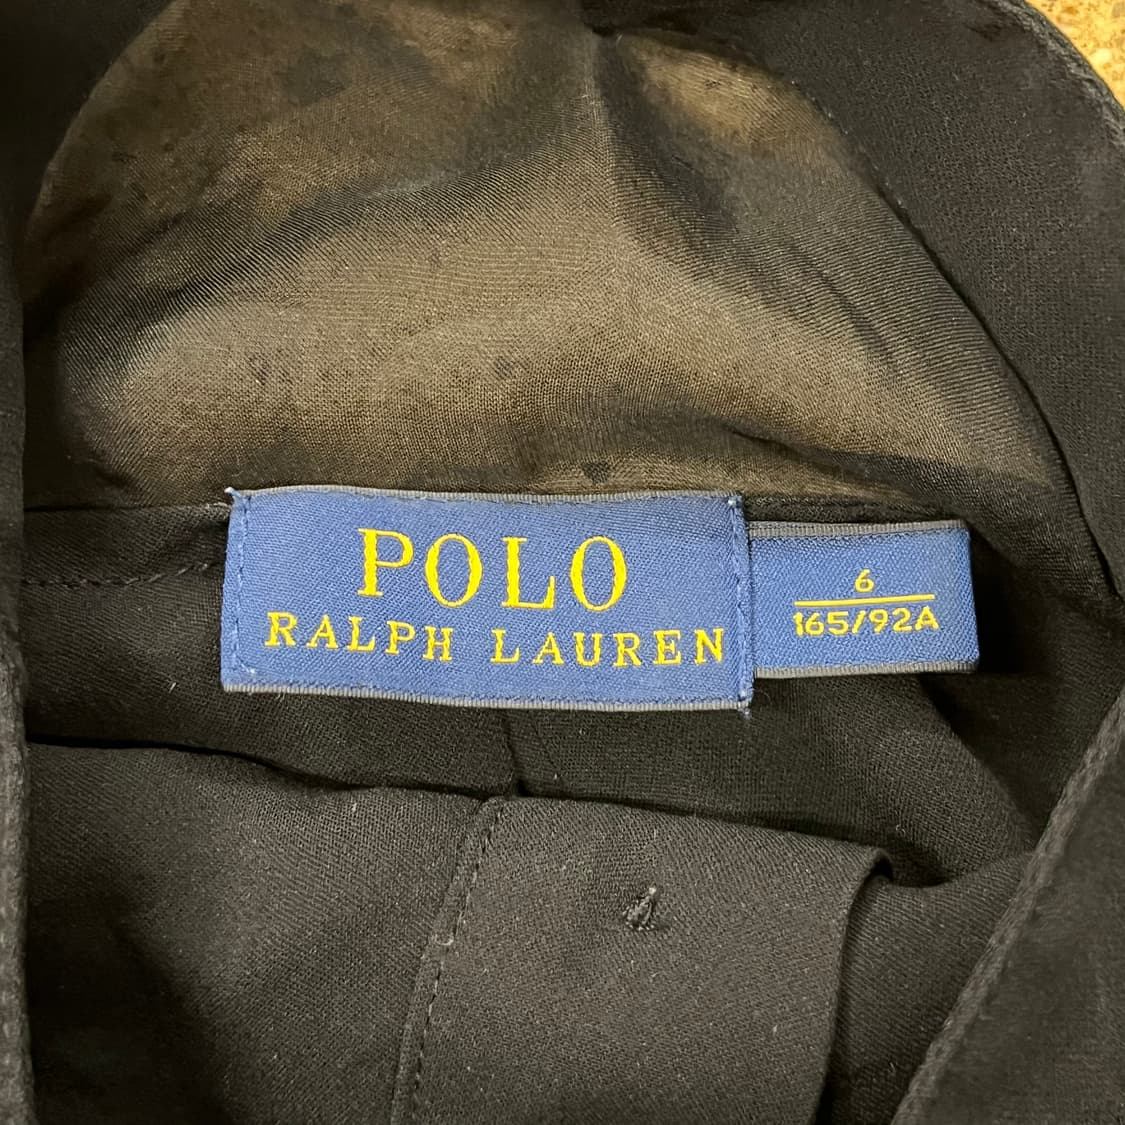 POLO
RALPH LAUREN
6
165/92A